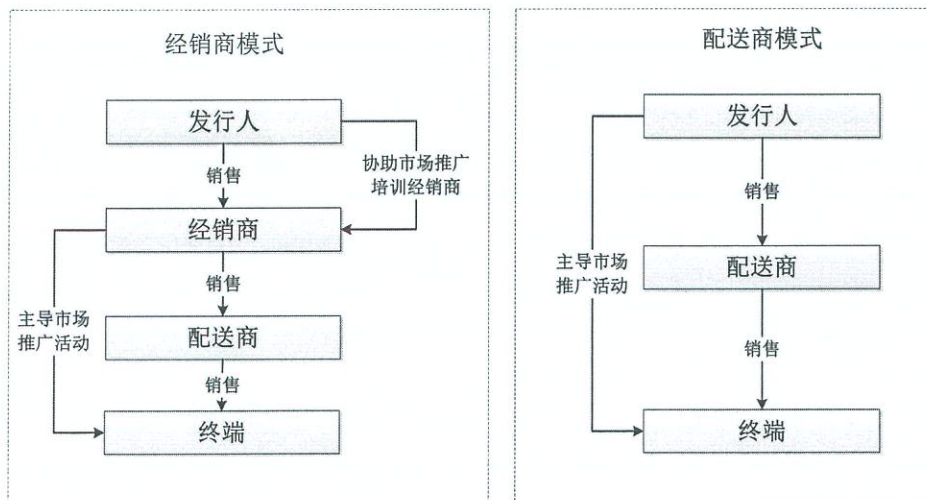 经销商模式
发行人
销售
协助市场推广
培训经销商
经销商
销售
主导市场
推广活动
配送商
销售
终端
配送商模式
发行人
销售
主导市场
推广活动
配送商
销售
终端